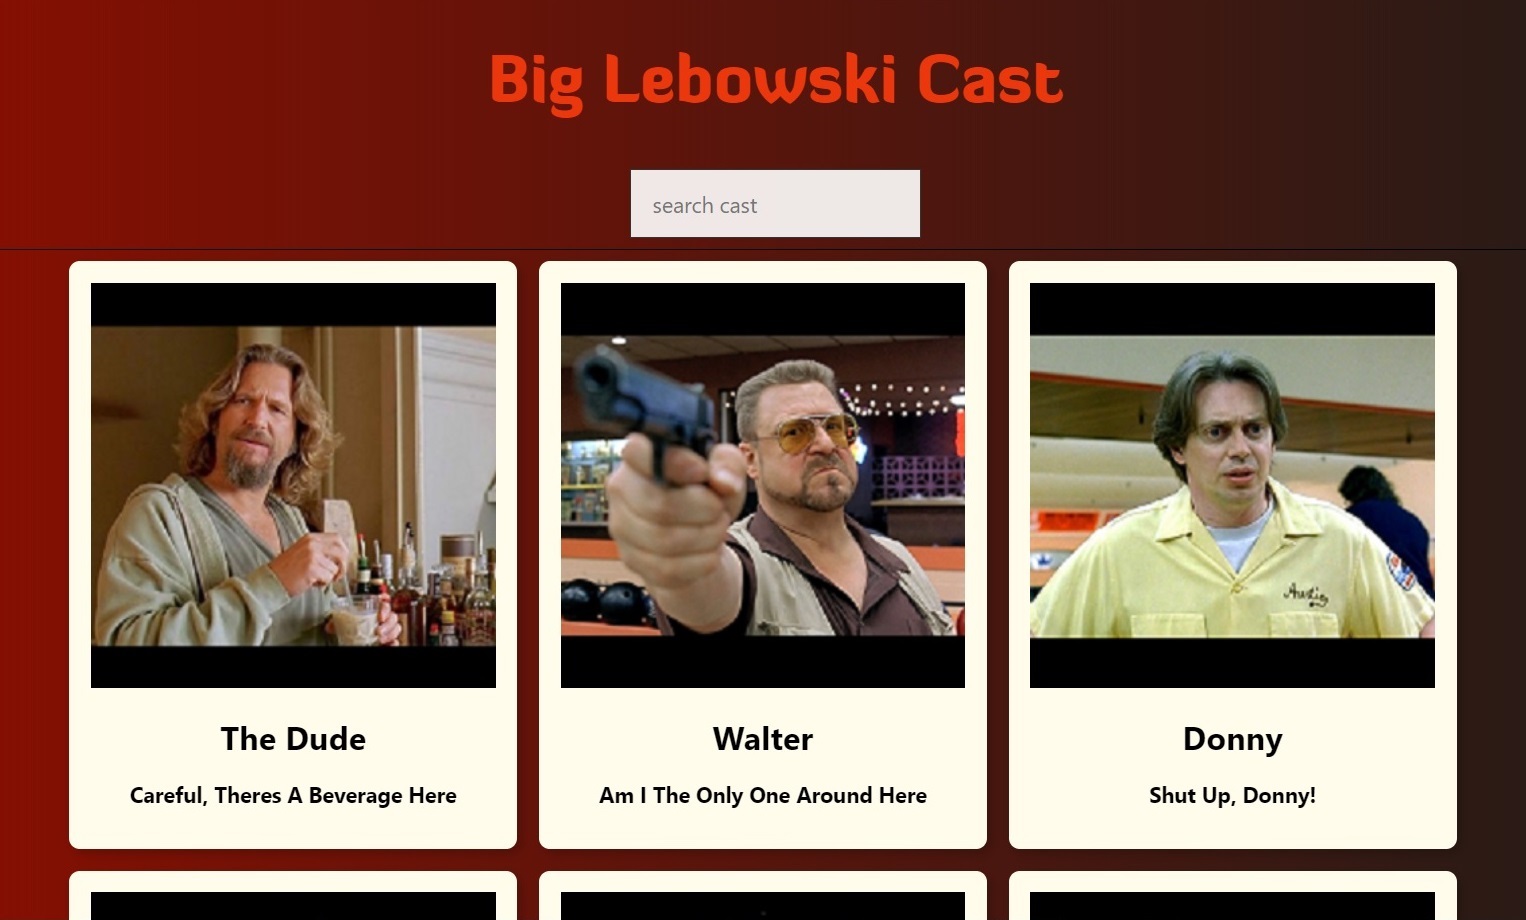 Big Lebowski Cast
search cast
Austin
The Dude
Walter
Donny
Careful, Theres A Beverage Here
Am I The Only One Around Here
Shut Up, Donny!